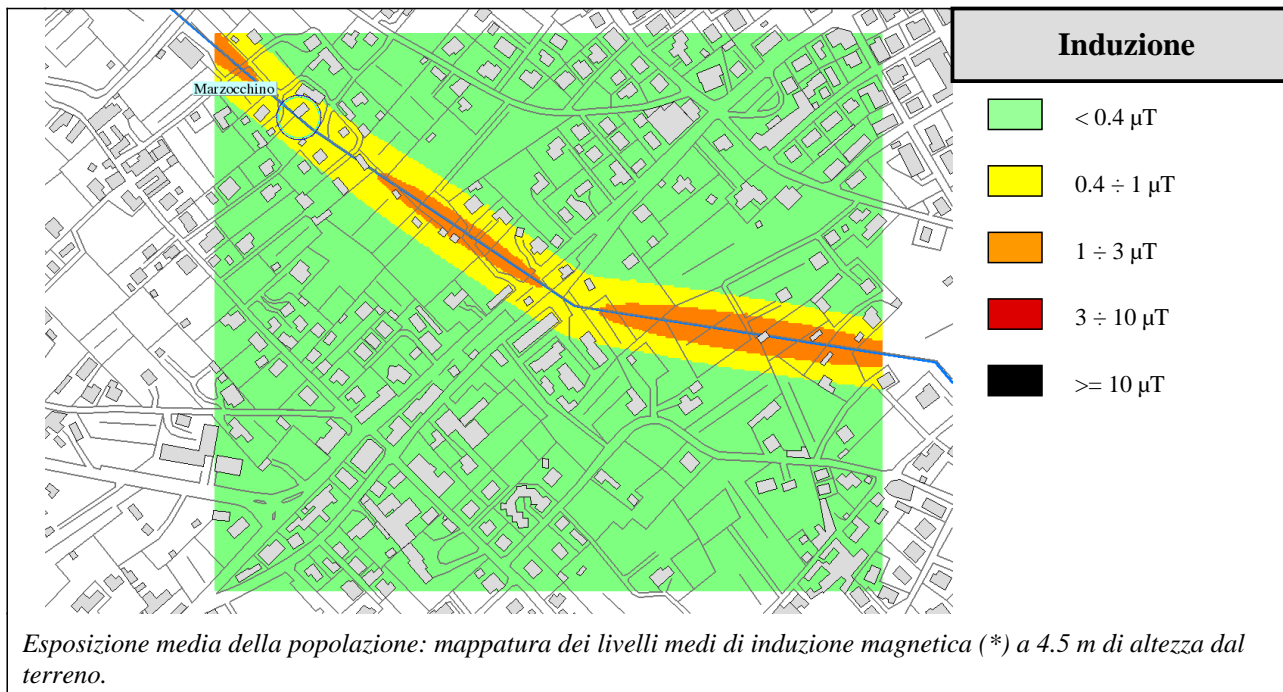 Induzione
Marzocchino
< 0.4 µT
0.4 ÷ 1 µT
1 ÷ 3 µT
3 ÷ 10 µT
>= 10 µT
Esposizione media della popolazione: mappatura dei livelli medi di induzione magnetica (*) a 4.5 m di altezza dal
terreno.